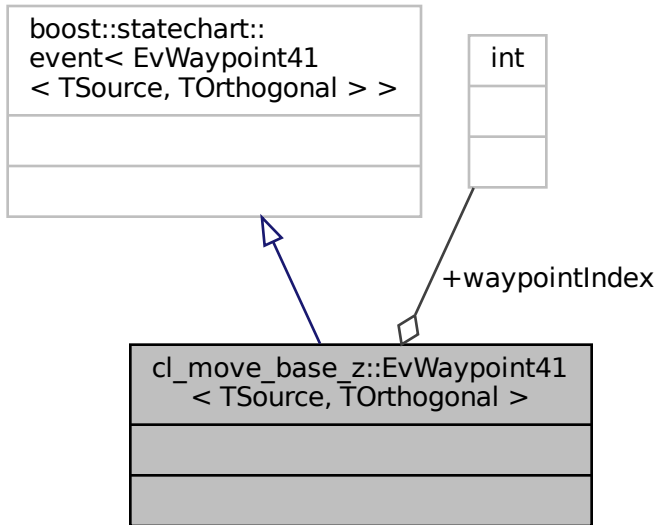 boost::statechart::
event< EvWaypoint41
< TSource, TOrthogonal > >
int
+waypointIndex
cl_move_base_z::EvWaypoint41
< TSource, TOrthogonal >